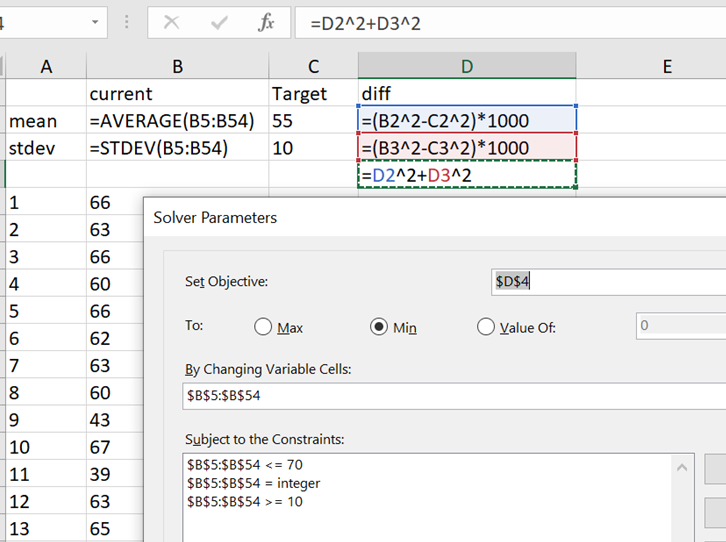 4 fx =D2^2+D3^2
A B C D E
current Target diff
mean =AVERAGE(B5:B54) 55 =(B2^2-C2^2)*1000
stdev =STDEV(B5:B54) 10 =(B3^2-C3^2)*1000
=D2^2+D3^2
1 66
2 63
3 66
4 60
5 66
6 62
7 63
8 60
9 43
10 67
11 39
12 63
13 65
Solver Parameters
Set Objective: $D$4
To: Max Min Value Of: 0
By Changing Variable Cells:
$B$5:$B$54
Subject to the Constraints:
$B$5:$B$54 <= 70
$B$5:$B$54 = integer
$B$5:$B$54 >= 10